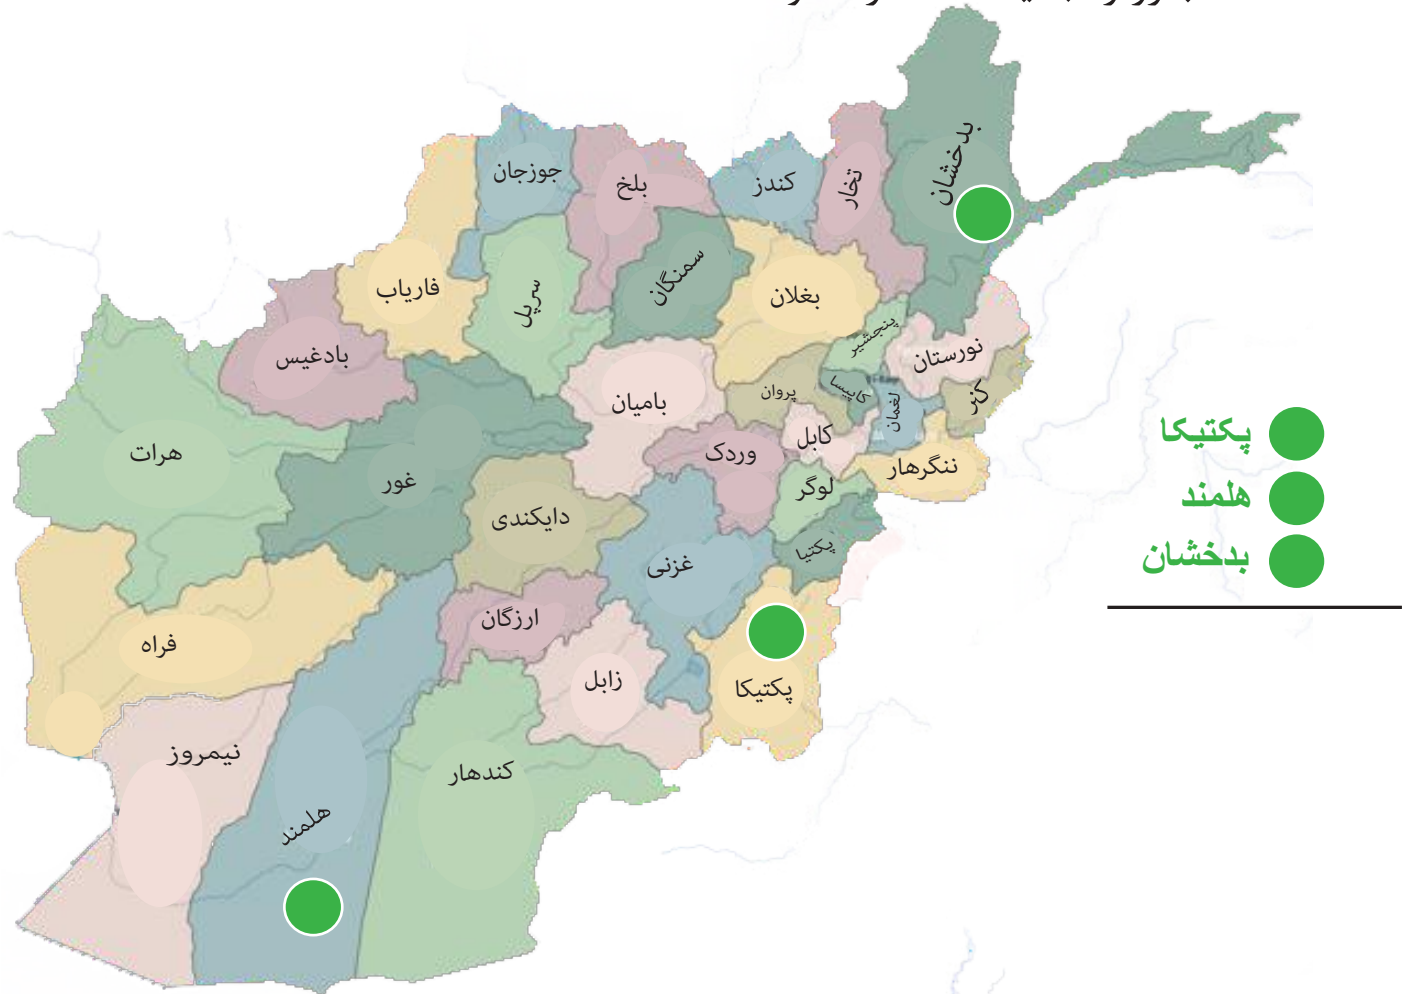 بدخشان
جوزجان
بلخ
کندز
تخار
فاریاب
سرپل
سمنگان
بغلان
پنجشیر
نورستان
بادغیس
بامیان
پروان
کاپیسا
لغمان
کنر
هرات
غور
وردک
کابل
ننگرهار
لوگر
دایکندی
غزنی
پکتیا
ارزگان
فراه
زابل
پکتیکا
نیمروز
کندهار
هلمند
پکتیکا
هلمند
بدخشان